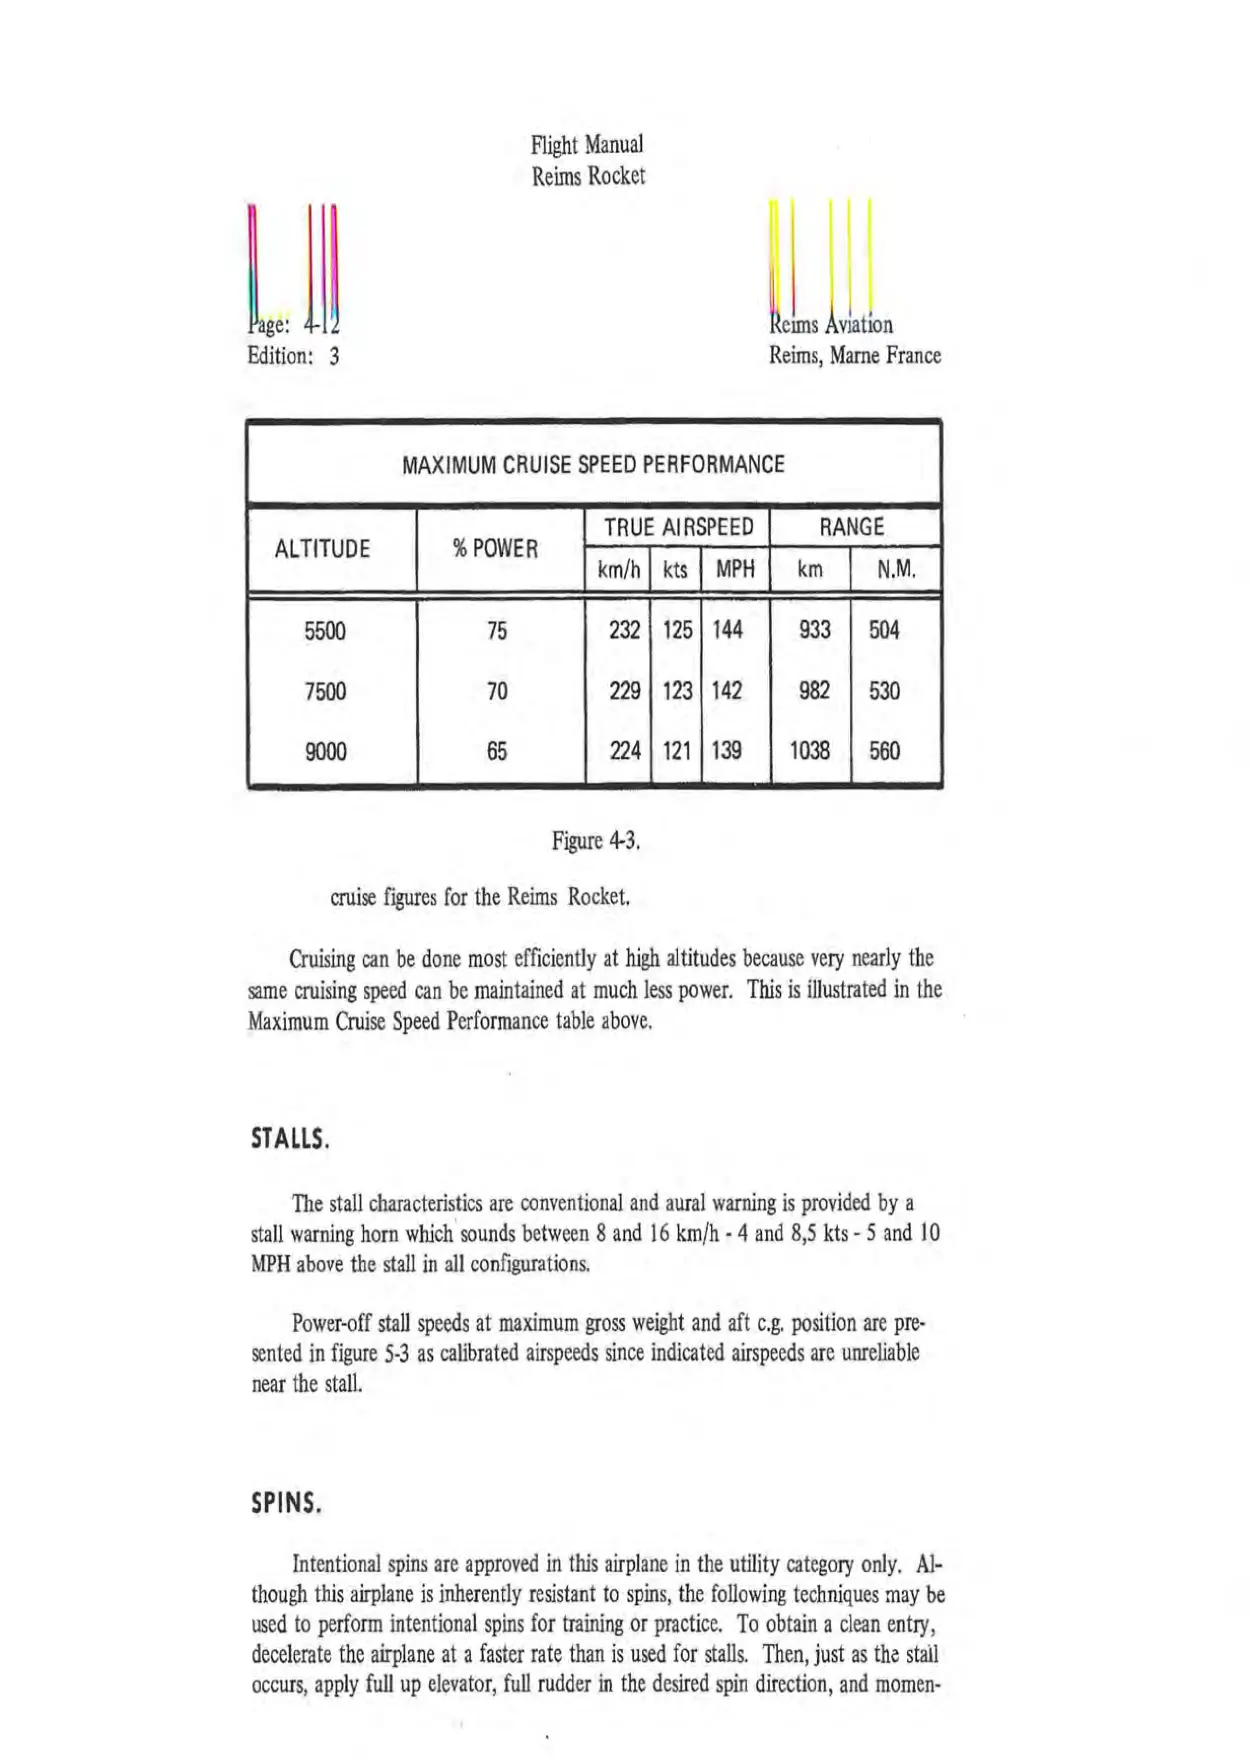 Flight Manual
Reims Rocket
Page: 4-12
Edition: 3
Reims Aviation
Reims, Marne France
MAXIMUM CRUISE SPEED PERFORMANCE
ALTITUDE % POWER TRUE AIRSPEED RANGE
km/h kts MPH km N.M.
5500 75 232 125 144 933 504
7500 70 229 123 142 982 530
9000 65 224 121 139 1038 560
Figure 4-3.
cruise figures for the Reims Rocket.
Cruising can be done most efficiently at high altitudes because very nearly the
same cruising speed can be maintained at much less power. This is illustrated in the
Maximum Cruise Speed Performance table above.
STALLS.
The stall characteristics are conventional and aural warning is provided by a
stall warning horn which sounds between 8 and 16 km/h - 4 and 8,5 kts - 5 and 10
MPH above the stall in all configurations.
Power-off stall speeds at maximum gross weight and aft c.g. position are pre-
sented in figure 5-3 as calibrated airspeeds since indicated airspeeds are unreliable
near the stall.
SPINS.
Intentional spins are approved in this airplane in the utility category only. Al-
though this airplane is inherently resistant to spins, the following techniques may be
used to perform intentional spins for training or practice. To obtain a clean entry,
decelerate the airplane at a faster rate than is used for stalls. Then, just as the stall
occurs, apply full up elevator, full rudder in the desired spin direction, and momen-